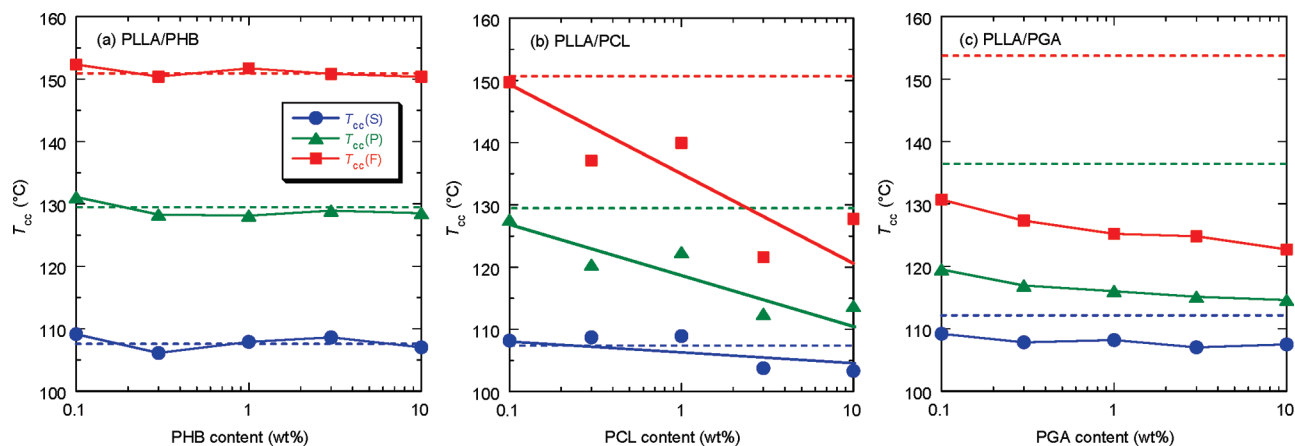 (a) PLLA/PHB
160
150
140
130
120
110
100
Tcc (°C)
Tcc(S)
Tcc(P)
Tcc(F)
0.1
1
10
PHB content (wt%)
(b) PLLA/PCL
160
150
140
130
120
110
100
Tcc (°C)
0.1
1
10
PCL content (wt%)
(c) PLLA/PGA
160
150
140
130
120
110
100
Tcc (°C)
0.1
1
10
PGA content (wt%)